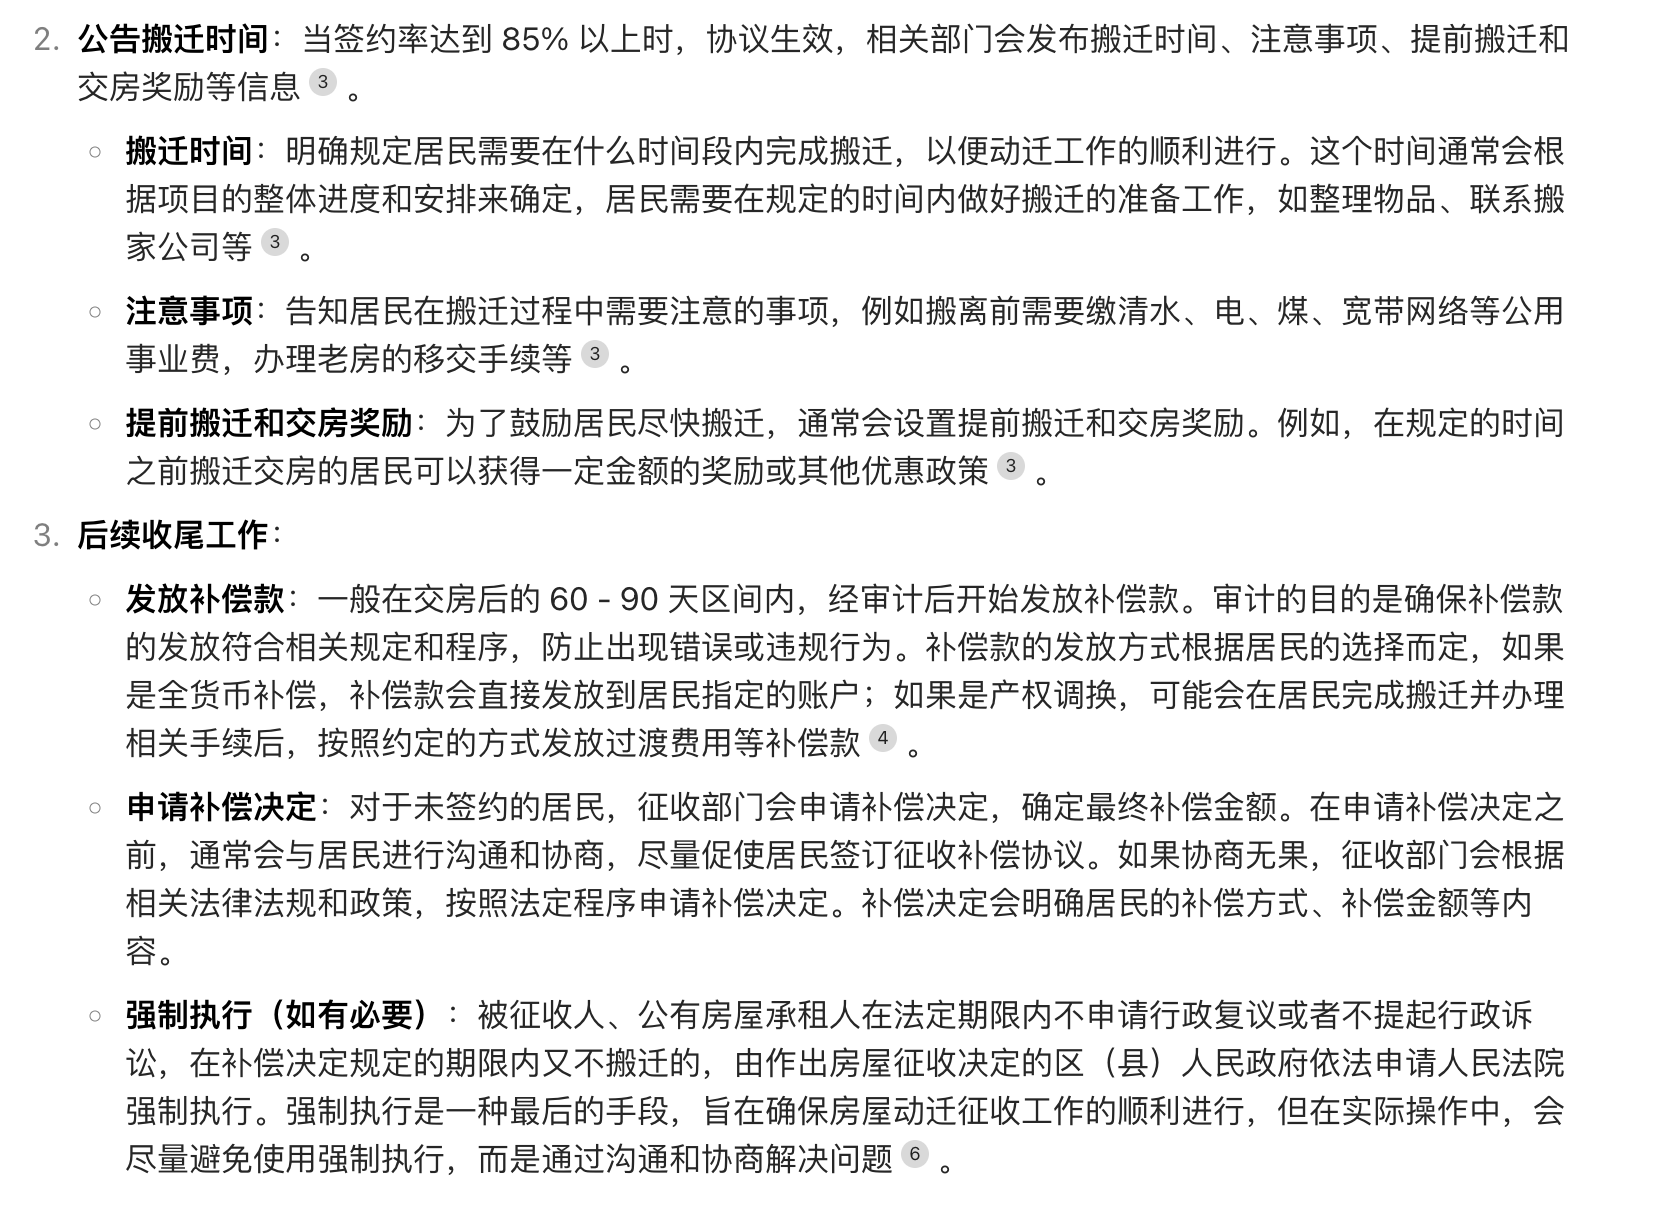 2. 公告搬迁时间：当签约率达到 85% 以上时，协议生效，相关部门会发布搬迁时间、注意事项、提前搬迁和
交房奖励等信息 3 。
搬迁时间：明确规定居民需要在什么时间段内完成搬迁，以便动迁工作的顺利进行。这个时间通常会根
据项目的整体进度和安排来确定，居民需要在规定的时间内做好搬迁的准备工作，如整理物品、联系搬
家公司等 3 。
注意事项：告知居民在搬迁过程中需要注意的事项，例如搬离前需要缴清水、电、煤、宽带网络等公用
事业费，办理老房的移交手续等 3 。
提前搬迁和交房奖励：为了鼓励居民尽快搬迁，通常会设置提前搬迁和交房奖励。例如，在规定的时间
之前搬迁交房的居民可以获得一定金额的奖励或其他优惠政策 3 。
3. 后续收尾工作：
发放补偿款：一般在交房后的 60 - 90 天区间内，经审计后开始发放补偿款。审计的目的是确保补偿款
的发放符合相关规定和程序，防止出现错误或违规行为。补偿款的发放方式根据居民的选择而定，如果
是全货币补偿，补偿款会直接发放到居民指定的账户；如果是产权调换，可能会在居民完成搬迁并办理
相关手续后，按照约定的方式发放过渡费用等补偿款 4 。
申请补偿决定：对于未签约的居民，征收部门会申请补偿决定，确定最终补偿金额。在申请补偿决定之
前，通常会与居民进行沟通和协商，尽量促使居民签订征收补偿协议。如果协商无果，征收部门会根据
相关法律法规和政策，按照法定程序申请补偿决定。补偿决定会明确居民的补偿方式、补偿金额等内
容。
强制执行（如有必要）：被征收人、公有房屋承租人在法定期限内不申请行政复议或者不提起行政诉
讼，在补偿决定规定的期限内又不搬迁的，由作出房屋征收决定的区（县）人民政府依法申请人民法院
强制执行。强制执行是一种最后的手段，旨在确保房屋动迁征收工作的顺利进行，但在实际操作中，会
尽量避免使用强制执行，而是通过沟通和协商解决问题 6 。